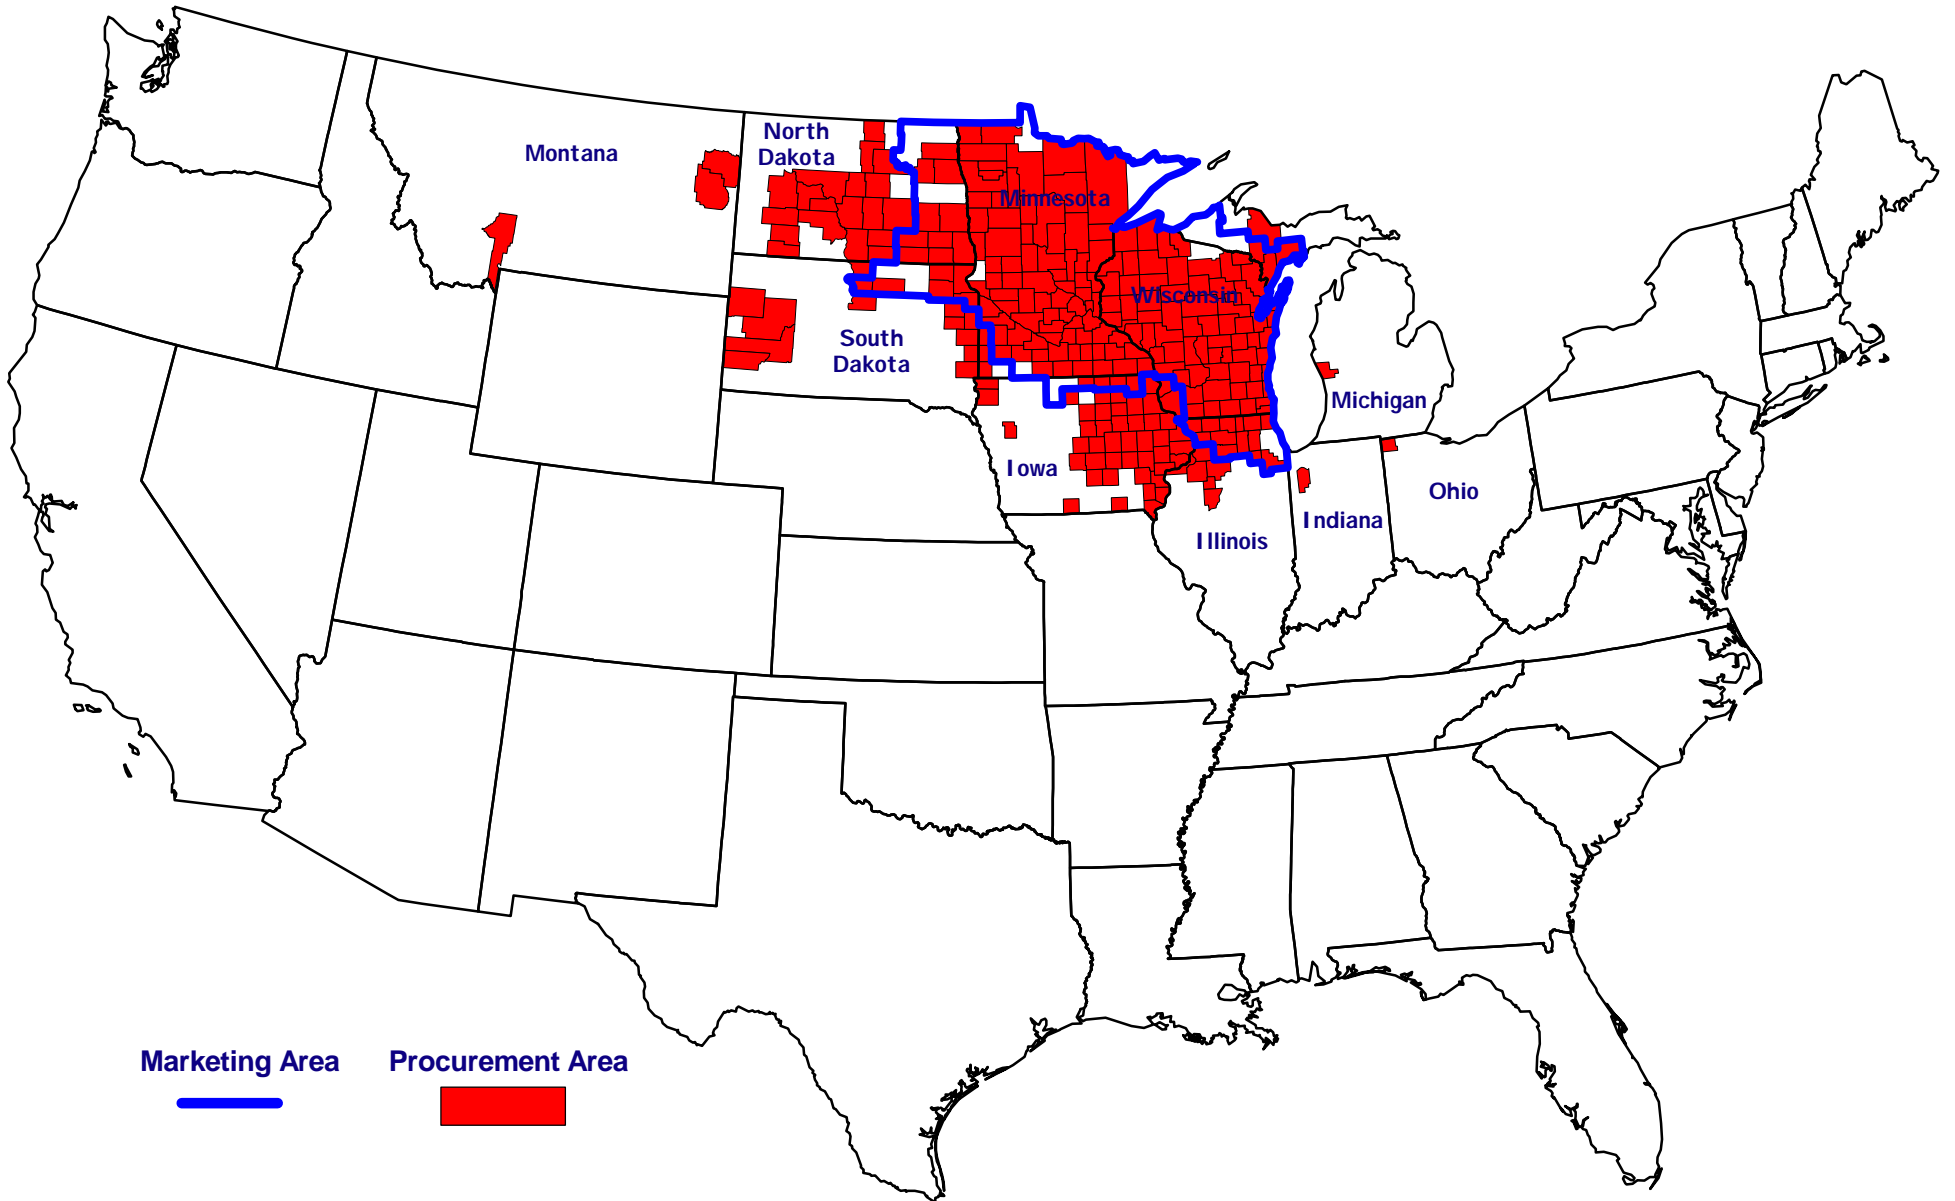 North
Dakota
Montana
Minnesota
WIsconsin
South
Dakota
Michigan
Iowa
Ohio
Indiana
Illinois
Marketing Area
Procurement Area